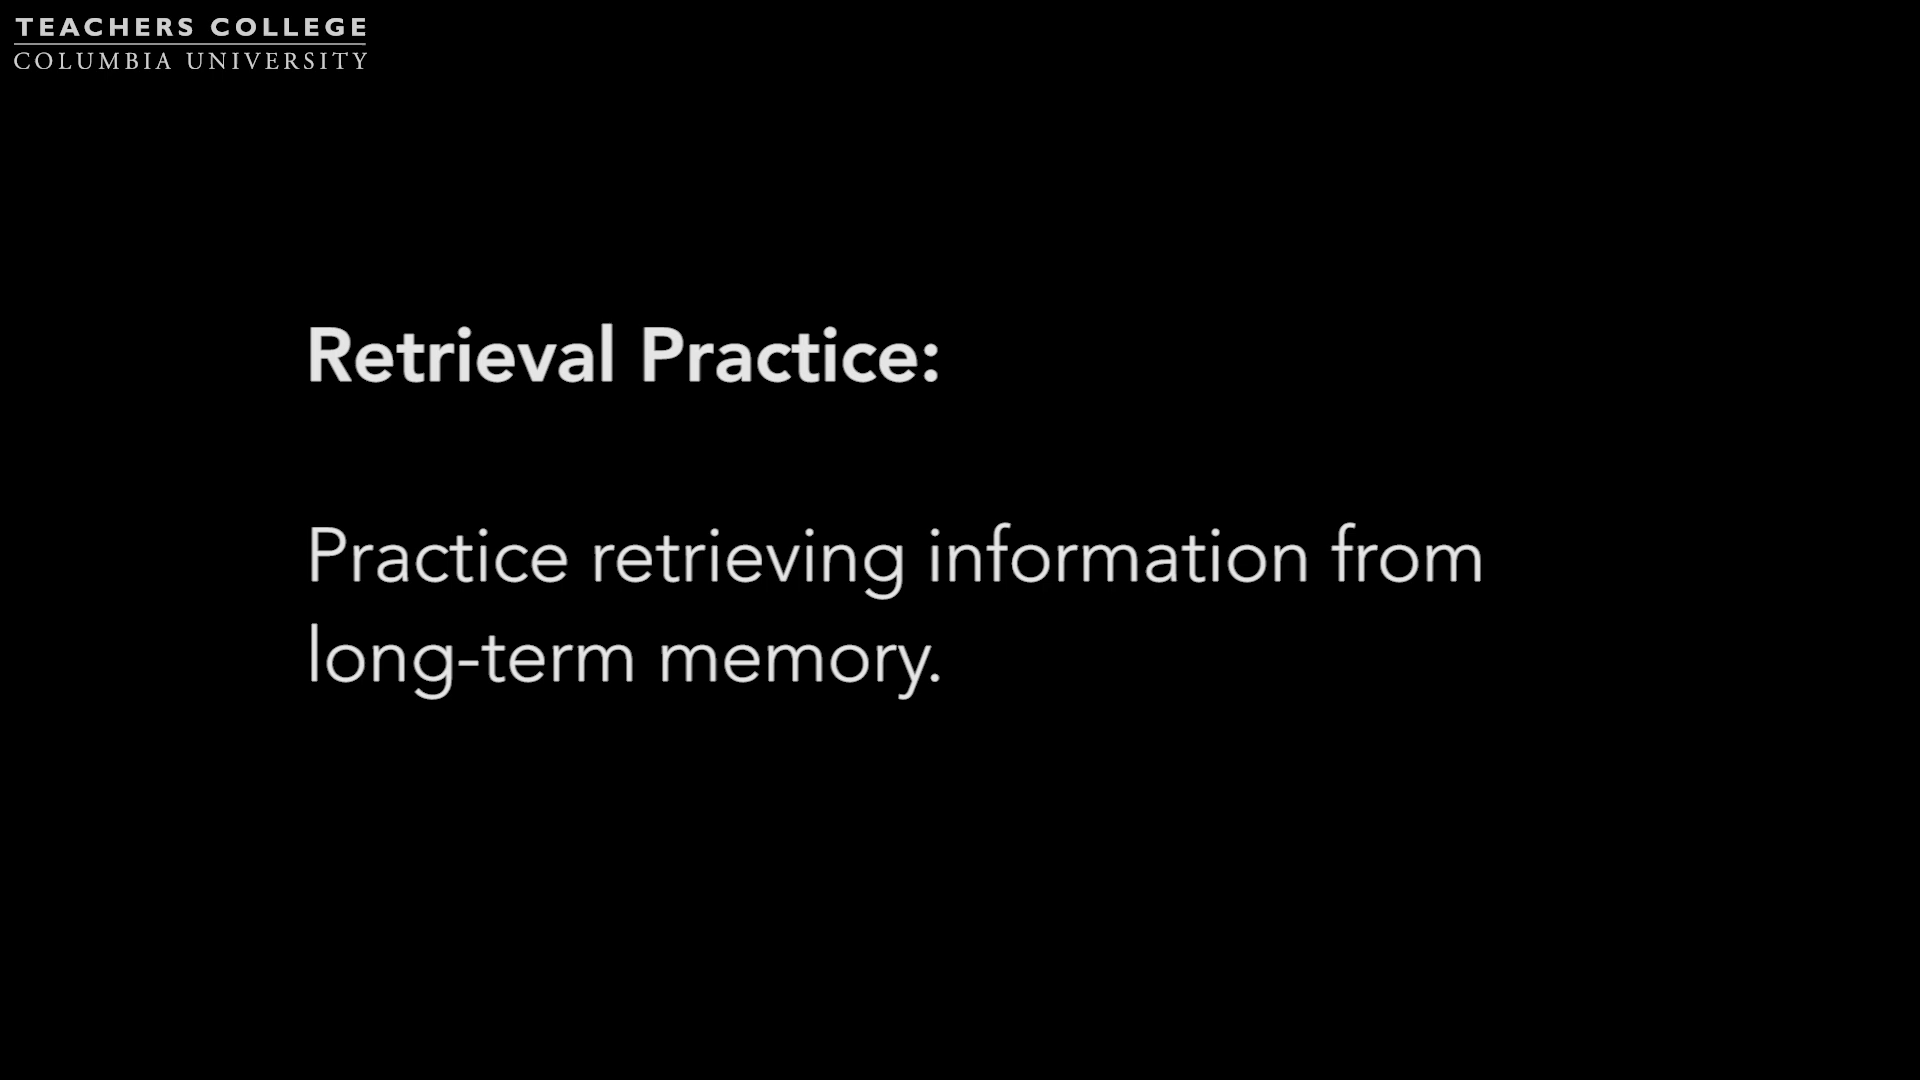 TEACHERS COLLEGE
COLUMBIA UNIVERSITY
Retrieval Practice:
Practice retrieving information from
long-term memory.